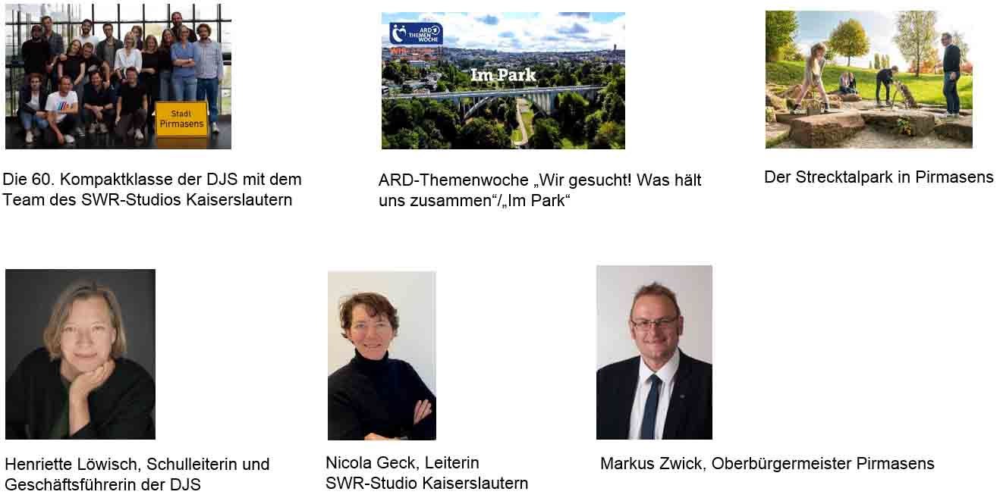 Stadt
Pirmasens
ARD
THEMEN
WOCHE
WIR
Im Park
Die 60. Kompaktklasse der DJS mit dem
Team des SWR-Studios Kaiserslautern
ARD-Themenwoche „Wir gesucht! Was hält
uns zusammen“/„Im Park“
Der Strecktalpark in Pirmasens
Henriette Löwisch, Schulleiterin und
Geschäftsführerin der DJS
Nicola Geck, Leiterin
SWR-Studio Kaiserslautern
Markus Zwick, Oberbürgermeister Pirmasens